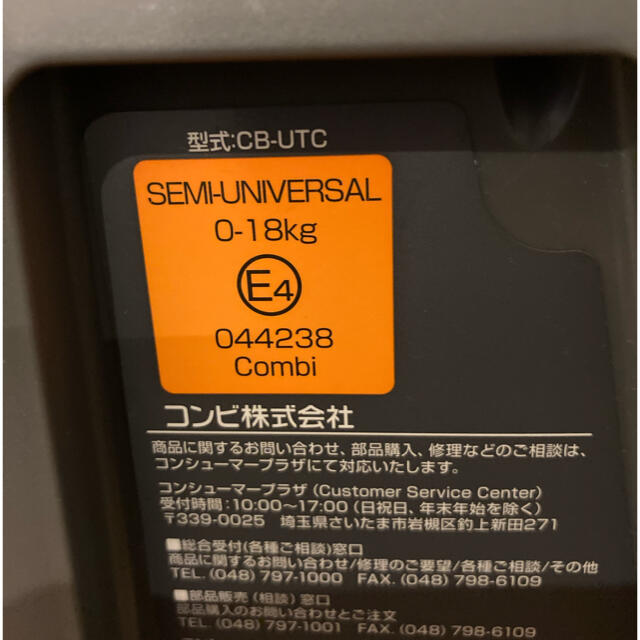 型式:CB-UTC
SEMI-UNIVERSAL
0-18kg
E4
044238
Combi
コンビ株式会社
商品に関するお問い合わせ、部品購入、修理などのご相談は、
コンシューマープラザにて対応いたします。
コンシューマープラザ(Customer Service Center)
受付時間:10:00~17:00(日祝日、年末年始を除く)
〒339-0025 埼玉県さいたま市岩槻区釣上新田271
■総合受付(各種ご相談)窓口
商品に関するお問い合わせ/修理のご要望/各種ご相談/その他
TEL.(048)797-1000 FAX.(048)798-6109
■部品販売(相談)窓口
部品購入のお問い合わせとご注文
TEL.(048)797-1001 FAX.(048)798-6109